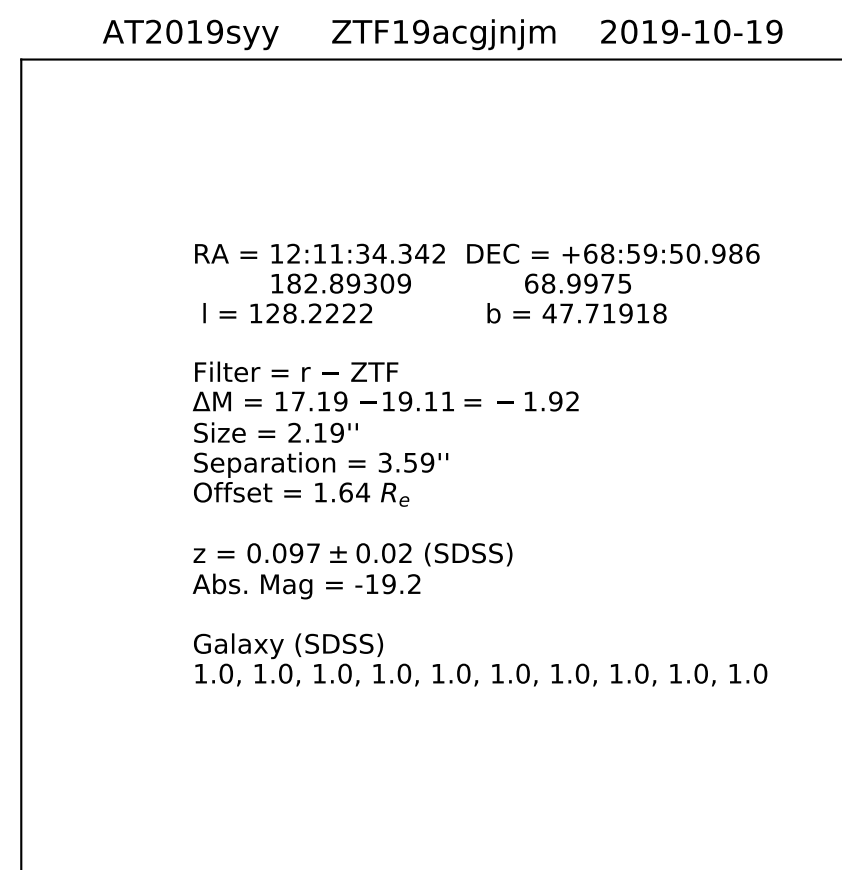 AT2019syy ZTF19acgjnjm 2019-10-19
RA = 12:11:34.342 DEC = +68:59:50.986
182.89309 68.9975
l = 128.2222 b = 47.71918
Filter = r − ZTF
ΔM = 17.19 −19.11 = − 1.92
Size = 2.19''
Separation = 3.59''
Offset = 1.64 Rₑ
z = 0.097 ± 0.02 (SDSS)
Abs. Mag = -19.2
Galaxy (SDSS)
1.0, 1.0, 1.0, 1.0, 1.0, 1.0, 1.0, 1.0, 1.0, 1.0